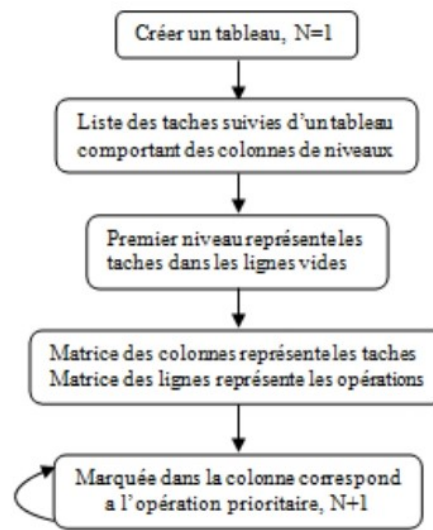 Créer un tableau, N=1
Liste des taches suivies d'un tableau
comportant des colonnes de niveaux
Premier niveau représente les
taches dans les lignes vides
Matrice des colonnes représente les taches
Matrice des lignes représente les opérations
Marquée dans la colonne correspond
a l'opération prioritaire, N+1